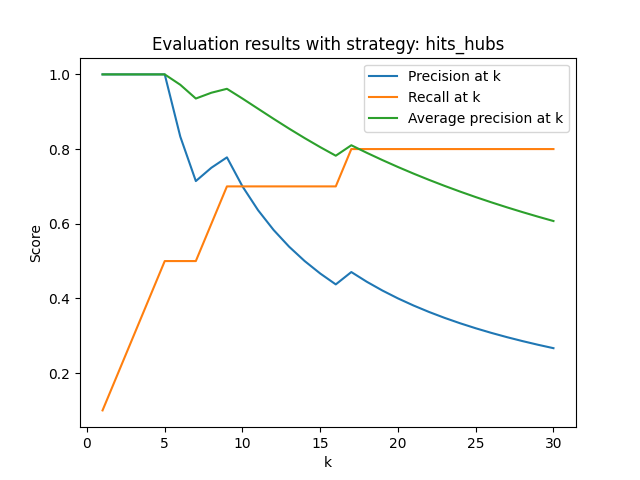 Evaluation results with strategy: hits_hubs
Precision at k
Recall at k
Average precision at k
Score
1.0
0.8
0.6
0.4
0.2
0
5
10
15
20
25
30
k